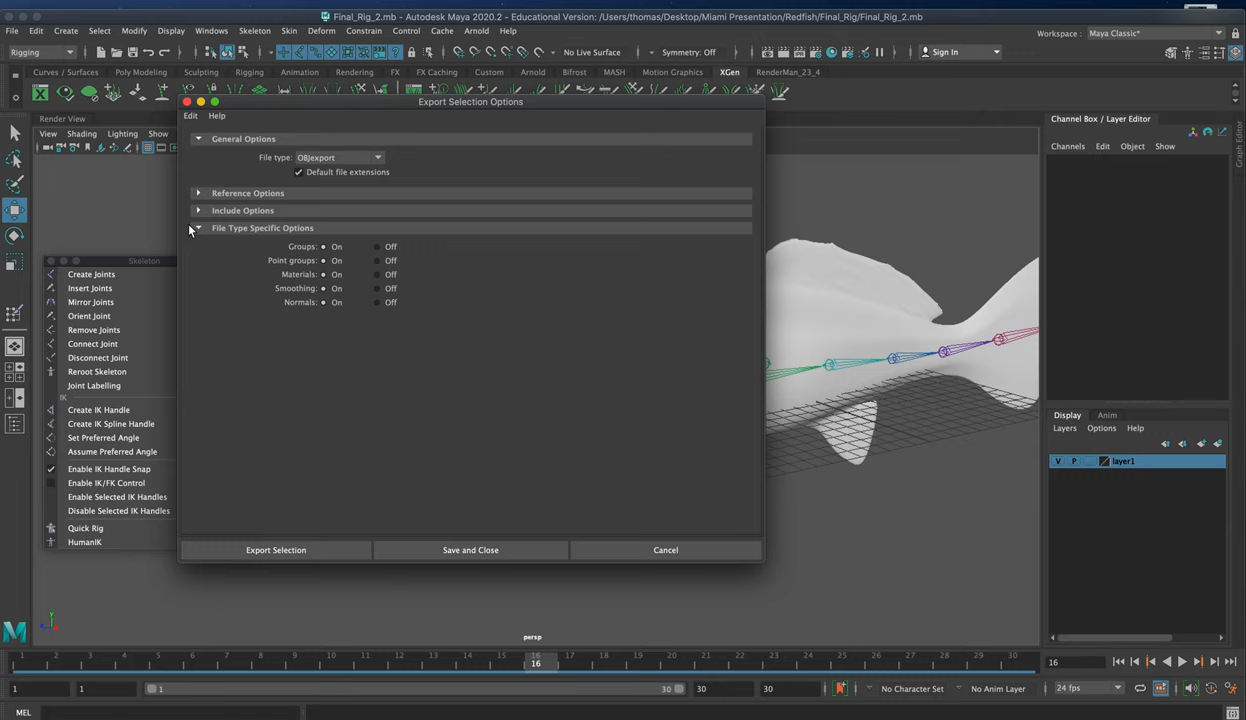 Final_Rig_2.mb - Autodesk Maya 2020.2 - Educational Version: /Users/thomas/Desktop/Miami Presentation/Redfish/Final_Rig/Final_Rig_2.mb
File Edit Create Select Modify Display Windows Skeleton Skin Deform Constrain Control Cache Arnold Help
Workspace : Maya Classic*
Rigging No Live Surface Symmetry: Off Sign In
Curves / Surfaces Poly Modeling Sculpting Rigging Animation Rendering FX FX Caching Custom Arnold Bifrost MASH Motion Graphics XGen RenderMan_23_4
Render View
View Shading Lighting Show
Export Selection Options
Edit Help
General Options
File type: OBJexport
Default file extensions
Reference Options
Include Options
File Type Specific Options
Groups: On Off
Point groups: On Off
Materials: On Off
Smoothing: On Off
Normals: On Off
Export Selection Save and Close Cancel
Skeleton
Create Joints
Insert Joints
Mirror Joints
Orient Joint
Remove Joints
Connect Joint
Disconnect Joint
Reroot Skeleton
Joint Labelling
IK
Create IK Handle
Create IK Spline Handle
Set Preferred Angle
Assume Preferred Angle
Enable IK Handle Snap
Enable IK/FK Control
Enable Selected IK Handles
Disable Selected IK Handles
Quick Rig
HumanIK
Channel Box / Layer Editor
Channels Edit Object Show
Graph Editor
Display Anim
Layers Options Help
V P layer1
y
persp
1 2 3 4 5 6 7 8 9 10 11 12 13 14 15 16 17 18 19 20 21 22 23 24 25 26 27 28 29 30
16 16
1 1 1 30 30 30 No Character Set No Anim Layer 24 fps
MEL